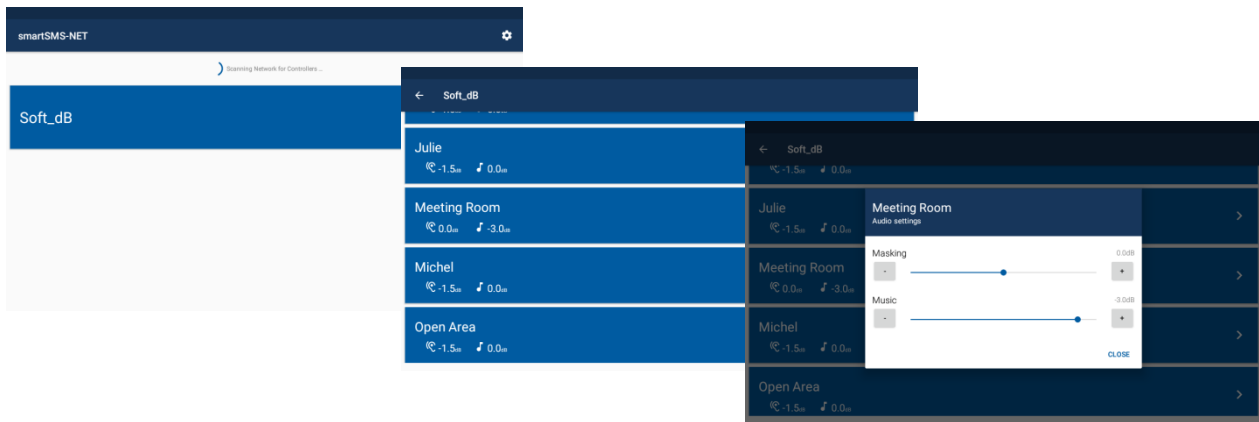 smartSMS-NET
Scanning Network for Controllers ...
Soft_dB
Soft_dB
Julie
-1.5dB 0.0dB
Meeting Room
0.0dB -3.0dB
Michel
-1.5dB 0.0dB
Open Area
-1.5dB 0.0dB
Soft_dB
-1.5dB 0.0dB
Julie
-1.5dB 0.0dB
Meeting Room
0.0dB -3.0dB
Michel
-1.5dB 0.0dB
Open Area
-1.5dB 0.0dB
Meeting Room
Audio settings
Masking 0.0dB
- +
Music -3.0dB
- +
CLOSE